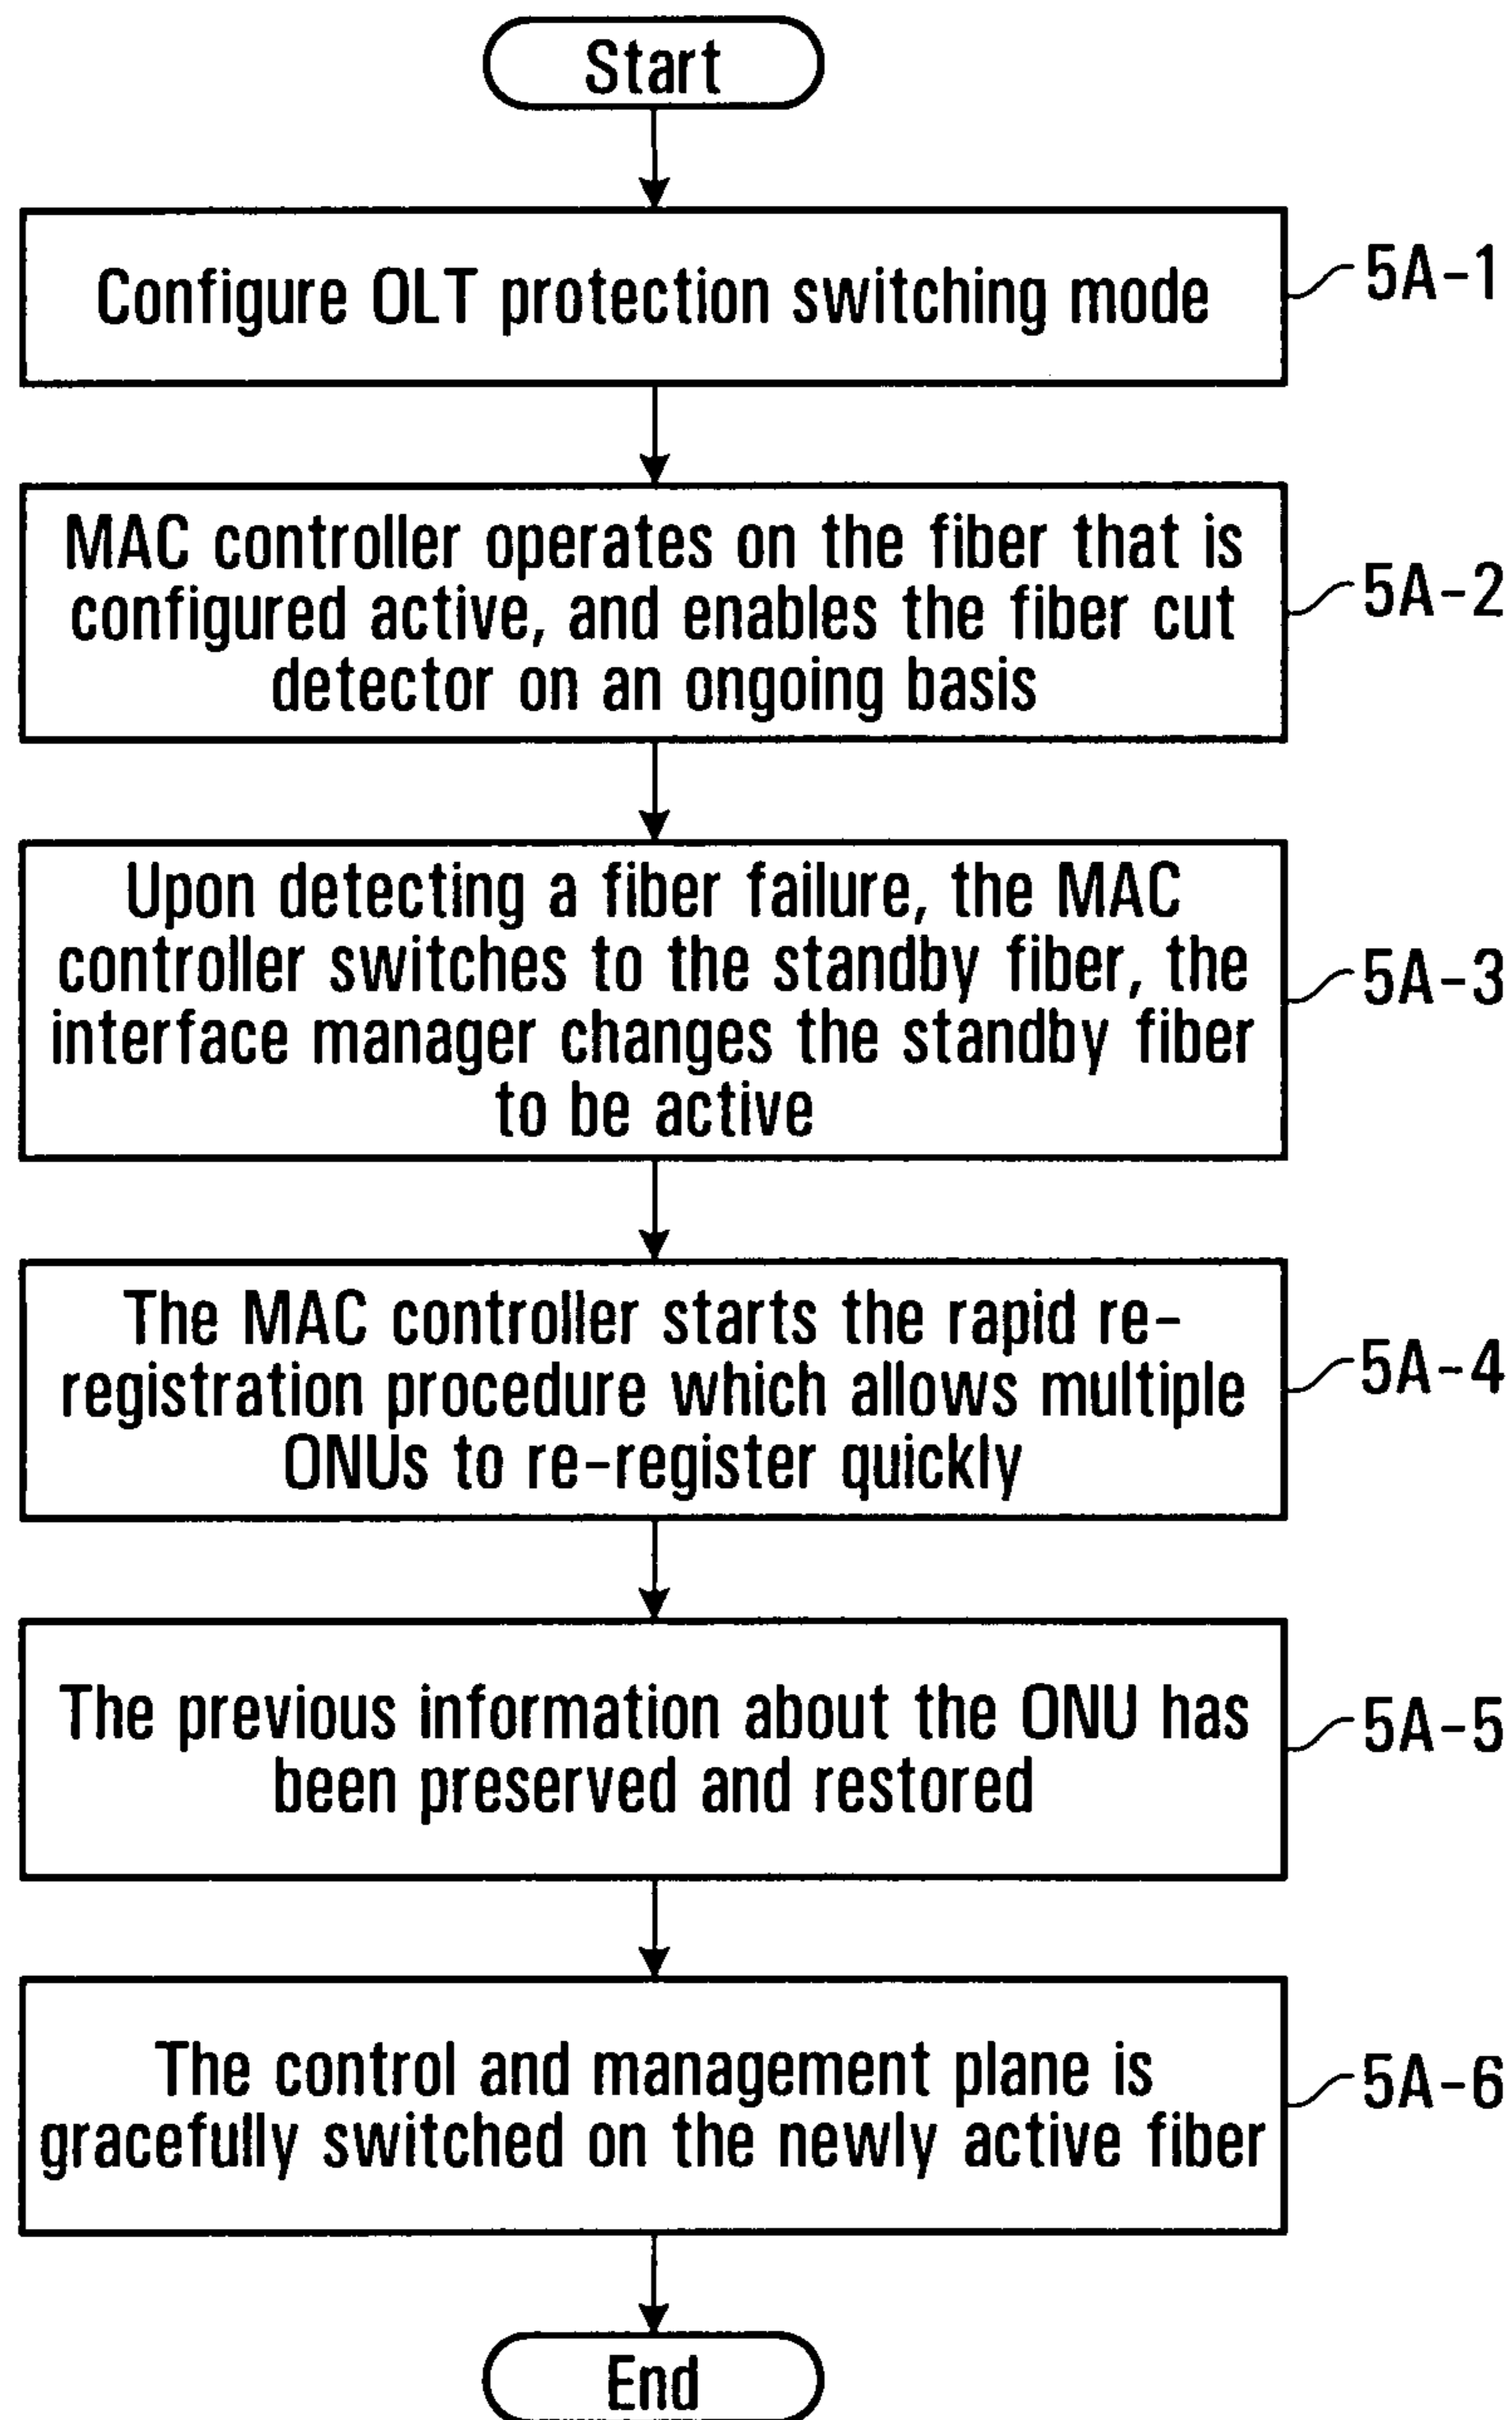 Start
Configure OLT protection switching mode
5A-1
MAC controller operates on the fiber that is
configured active, and enables the fiber cut
detector on an ongoing basis
5A-2
Upon detecting a fiber failure, the MAC
controller switches to the standby fiber, the
interface manager changes the standby fiber
to be active
5A-3
The MAC controller starts the rapid re-
registration procedure which allows multiple
ONUs to re-register quickly
5A-4
The previous information about the ONU has
been preserved and restored
5A-5
The control and management plane is
gracefully switched on the newly active fiber
5A-6
End